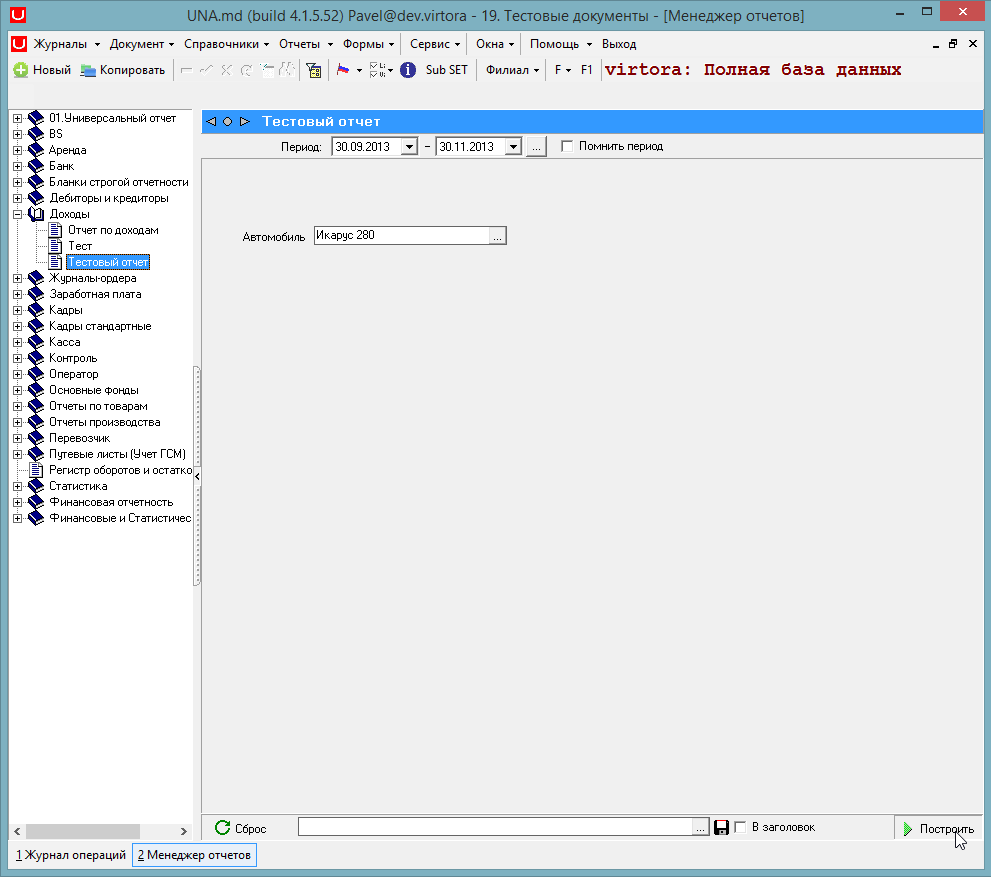 UNA.md (build 4.1.5.52) Pavel@dev.virtora - 19. Тестовые документы - [Менеджер отчетов]
Журналы Документ Справочники Отчеты Формы Сервис Окна Помощь Выход
Новый Копировать Sub SET Филиал F F1 virtora: Полная база данных
01.Универсальный отчет
BS
Аренда
Банк
Бланки строгой отчетности
Дебиторы и кредиторы
Доходы
Отчет по доходам
Тест
Тестовый отчет
Журналы-ордера
Заработная плата
Кадры
Кадры стандартные
Касса
Контроль
Оператор
Основные фонды
Отчеты по товарам
Отчеты производства
Перевозчик
Путевые листы (Учет ГСМ)
Регистр оборотов и остатко
Статистика
Финансовая отчетность
Финансовые и Статистичес
Тестовый отчет
Период: 30.09.2013 – 30.11.2013 ... Помнить период
Автомобиль Икарус 280 ...
Сброс ... В заголовок Построить
1 Журнал операций 2 Менеджер отчетов